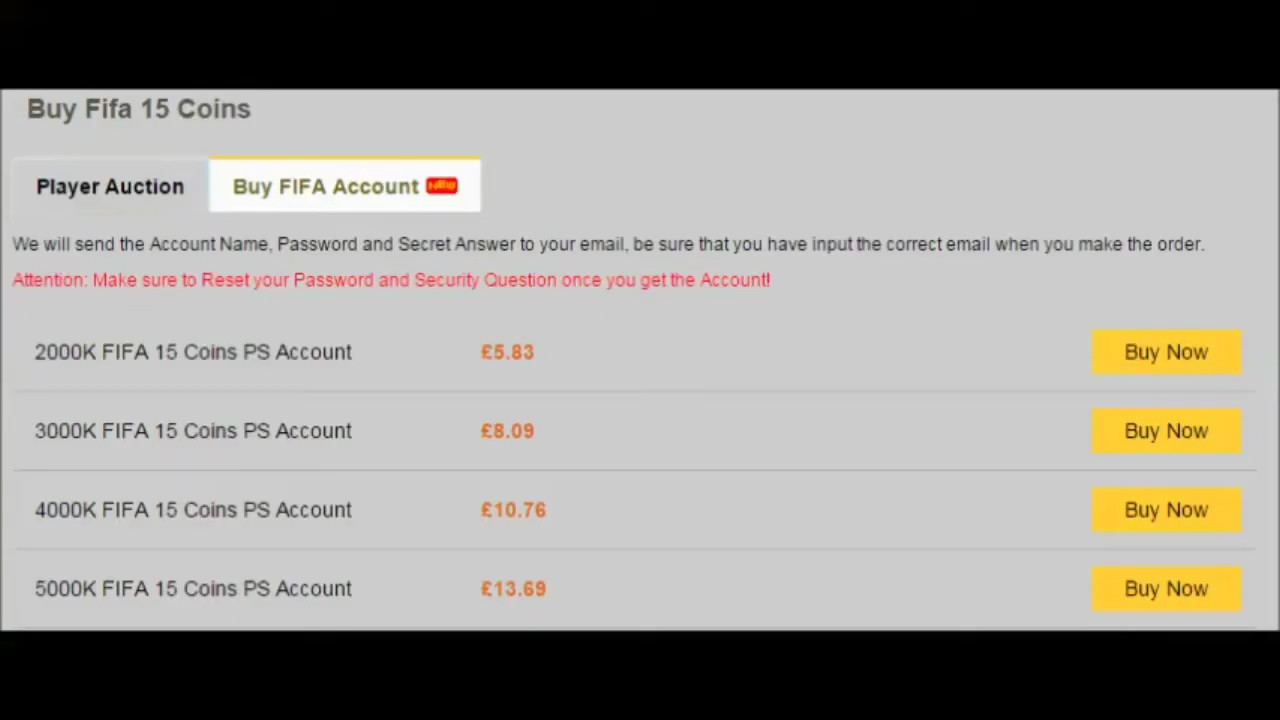 Buy Fifa 15 Coins
Player Auction
Buy FIFA Account NEW
We will send the Account Name, Password and Secret Answer to your email, be sure that you have input the correct email when you make the order.
Attention: Make sure to Reset your Password and Security Question once you get the Account!
2000K FIFA 15 Coins PS Account £5.83 Buy Now
3000K FIFA 15 Coins PS Account £8.09 Buy Now
4000K FIFA 15 Coins PS Account £10.76 Buy Now
5000K FIFA 15 Coins PS Account £13.69 Buy Now